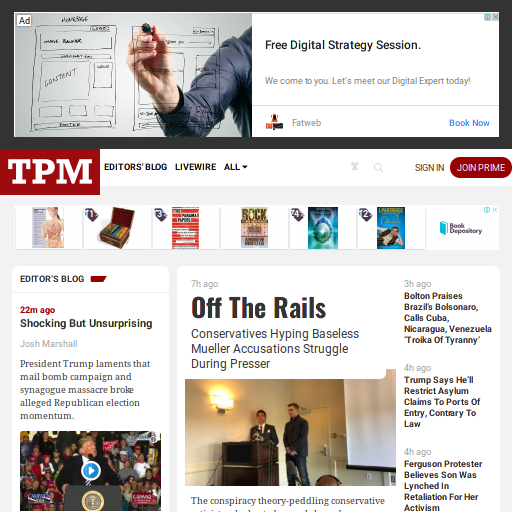 Ad
HOMEPAGE
IMAGE BANNER
CONTENT
FOOTER
Free Digital Strategy Session.
We come to you. Let's meet our Digital Expert today!
Fatweb
Book Now
TPM
EDITORS' BLOG
LIVEWIRE
ALL
SIGN IN
JOIN PRIME
THE PANAMA PAPERS
ROCK
Book Depository
EDITOR'S BLOG
22m ago
Shocking But Unsurprising
Josh Marshall
President Trump laments that
mail bomb campaign and
synagogue massacre broke
alleged Republican election
momentum.
7h ago
Off The Rails
Conservatives Hyping Baseless
Mueller Accusations Struggle
During Presser
The conspiracy theory-peddling conservative
3h ago
Bolton Praises
Brazil's Bolsonaro,
Calls Cuba,
Nicaragua, Venezuela
'Troika Of Tyranny'
4h ago
Trump Says He'll
Restrict Asylum
Claims To Ports Of
Entry, Contrary To
Law
4h ago
Ferguson Protester
Believes Son Was
Lynched In
Retaliation For Her
Activism